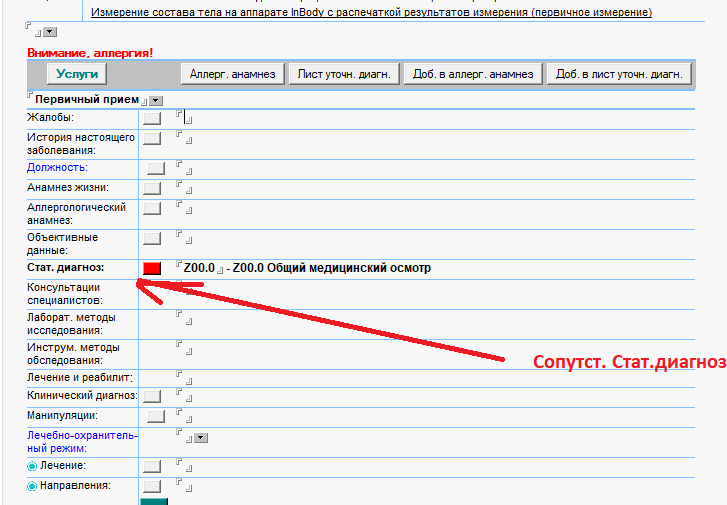 Измерение состава тела на аппарате InBody с распечаткой результатов измерения (первичное измерение)
Внимание, аллергия!
Услуги Аллерг. анамнез Лист уточн. диагн. Доб. в аллерг. анамнез Доб. в лист уточн. диагн.
Первичный прием
Жалобы:
История настоящего
заболевания:
Должность:
Анамнез жизни:
Аллергологический
анамнез:
Объективные
данные:
Стат. диагноз: Z00.0 - Z00.0 Общий медицинский осмотр
Консультации
специалистов:
Лаборат. методы
исследования:
Инструм. методы
обследования:
Сопутст. Стат.диагноз
Лечение и реабилит:
Клинический диагноз:
Манипуляции:
Лечебно-охранитель-
ный режим:
Лечение:
Направления: